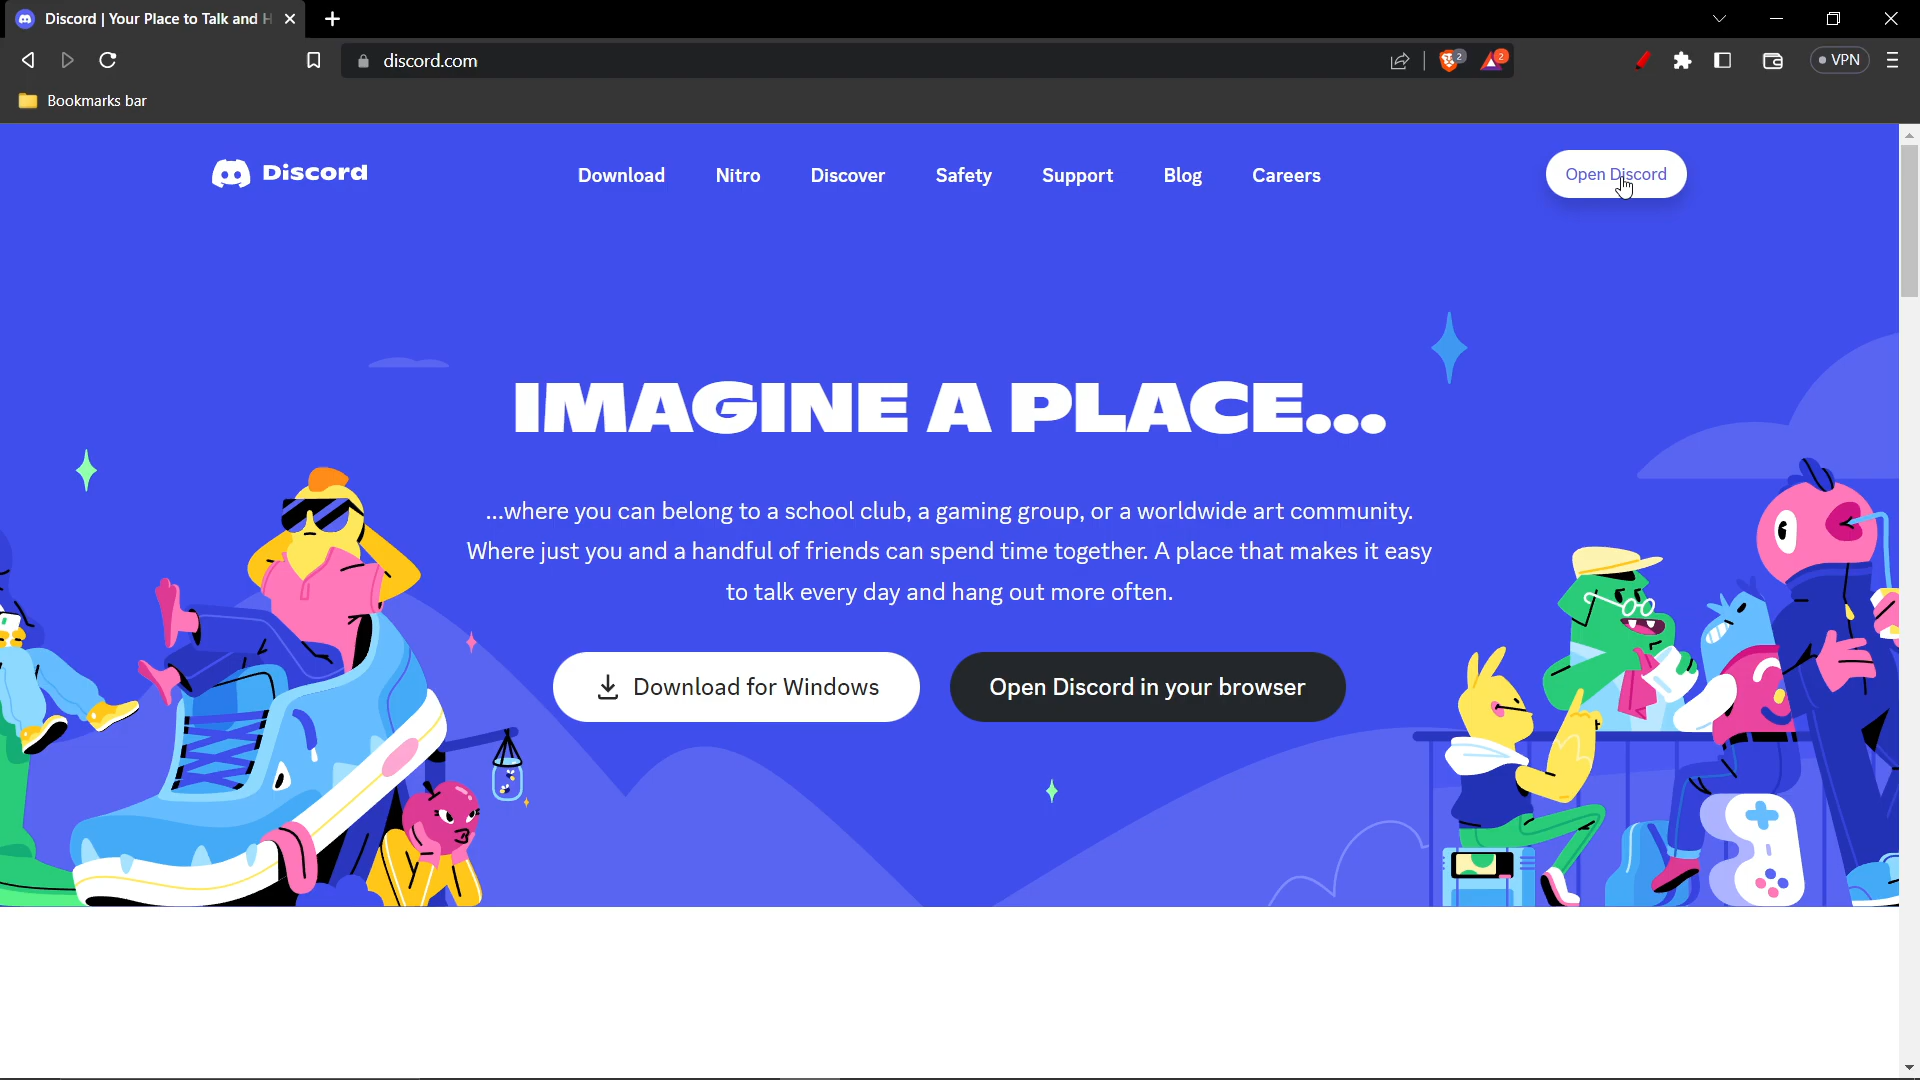 Discord | Your Place to Talk and H
discord.com
2
2
VPN
Bookmarks bar
Discord
Download Nitro Discover Safety Support Blog Careers
Open Discord
IMAGINE A PLACE...
...where you can belong to a school club, a gaming group, or a worldwide art community.
Where just you and a handful of friends can spend time together. A place that makes it easy
to talk every day and hang out more often.
Download for Windows
Open Discord in your browser